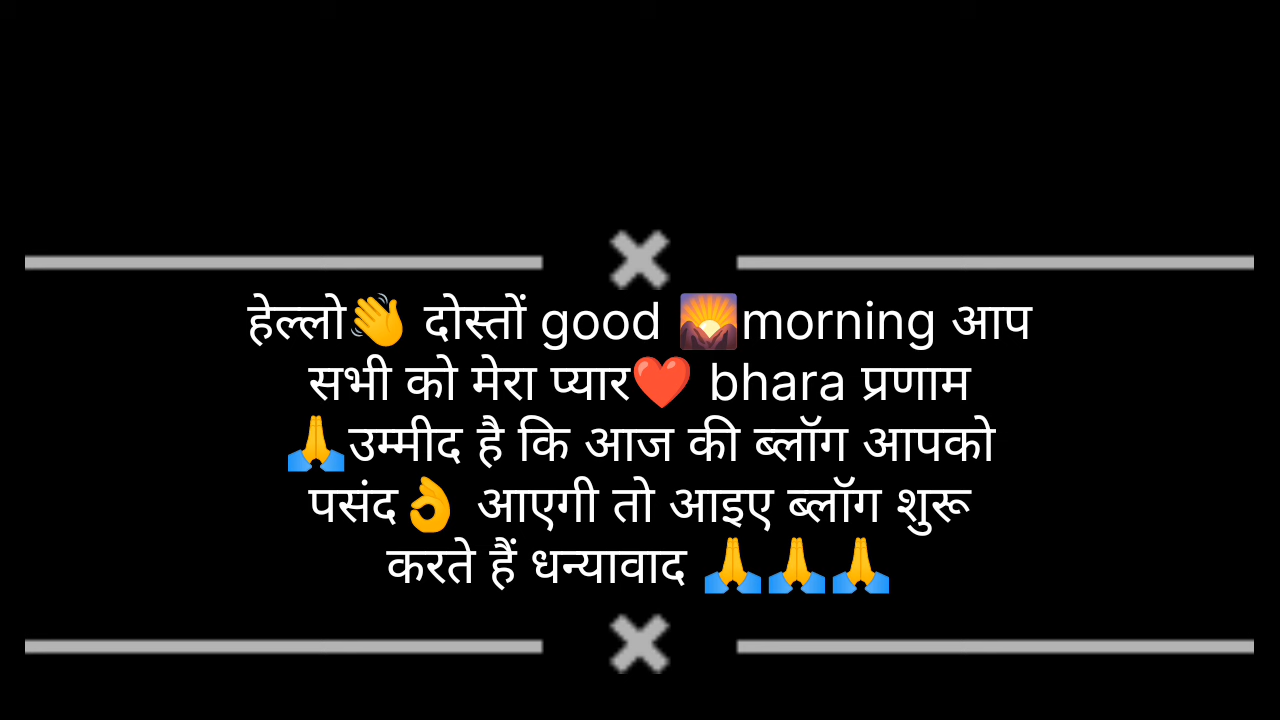 हेल्लो👋 दोस्तों good 🌄morning आप
सभी को मेरा प्यार❤️ bhara प्रणाम
🙏उम्मीद है कि आज की ब्लॉग आपको
पसंद👌 आएगी तो आइए ब्लॉग शुरू
करते हैं धन्यावाद 🙏🙏🙏